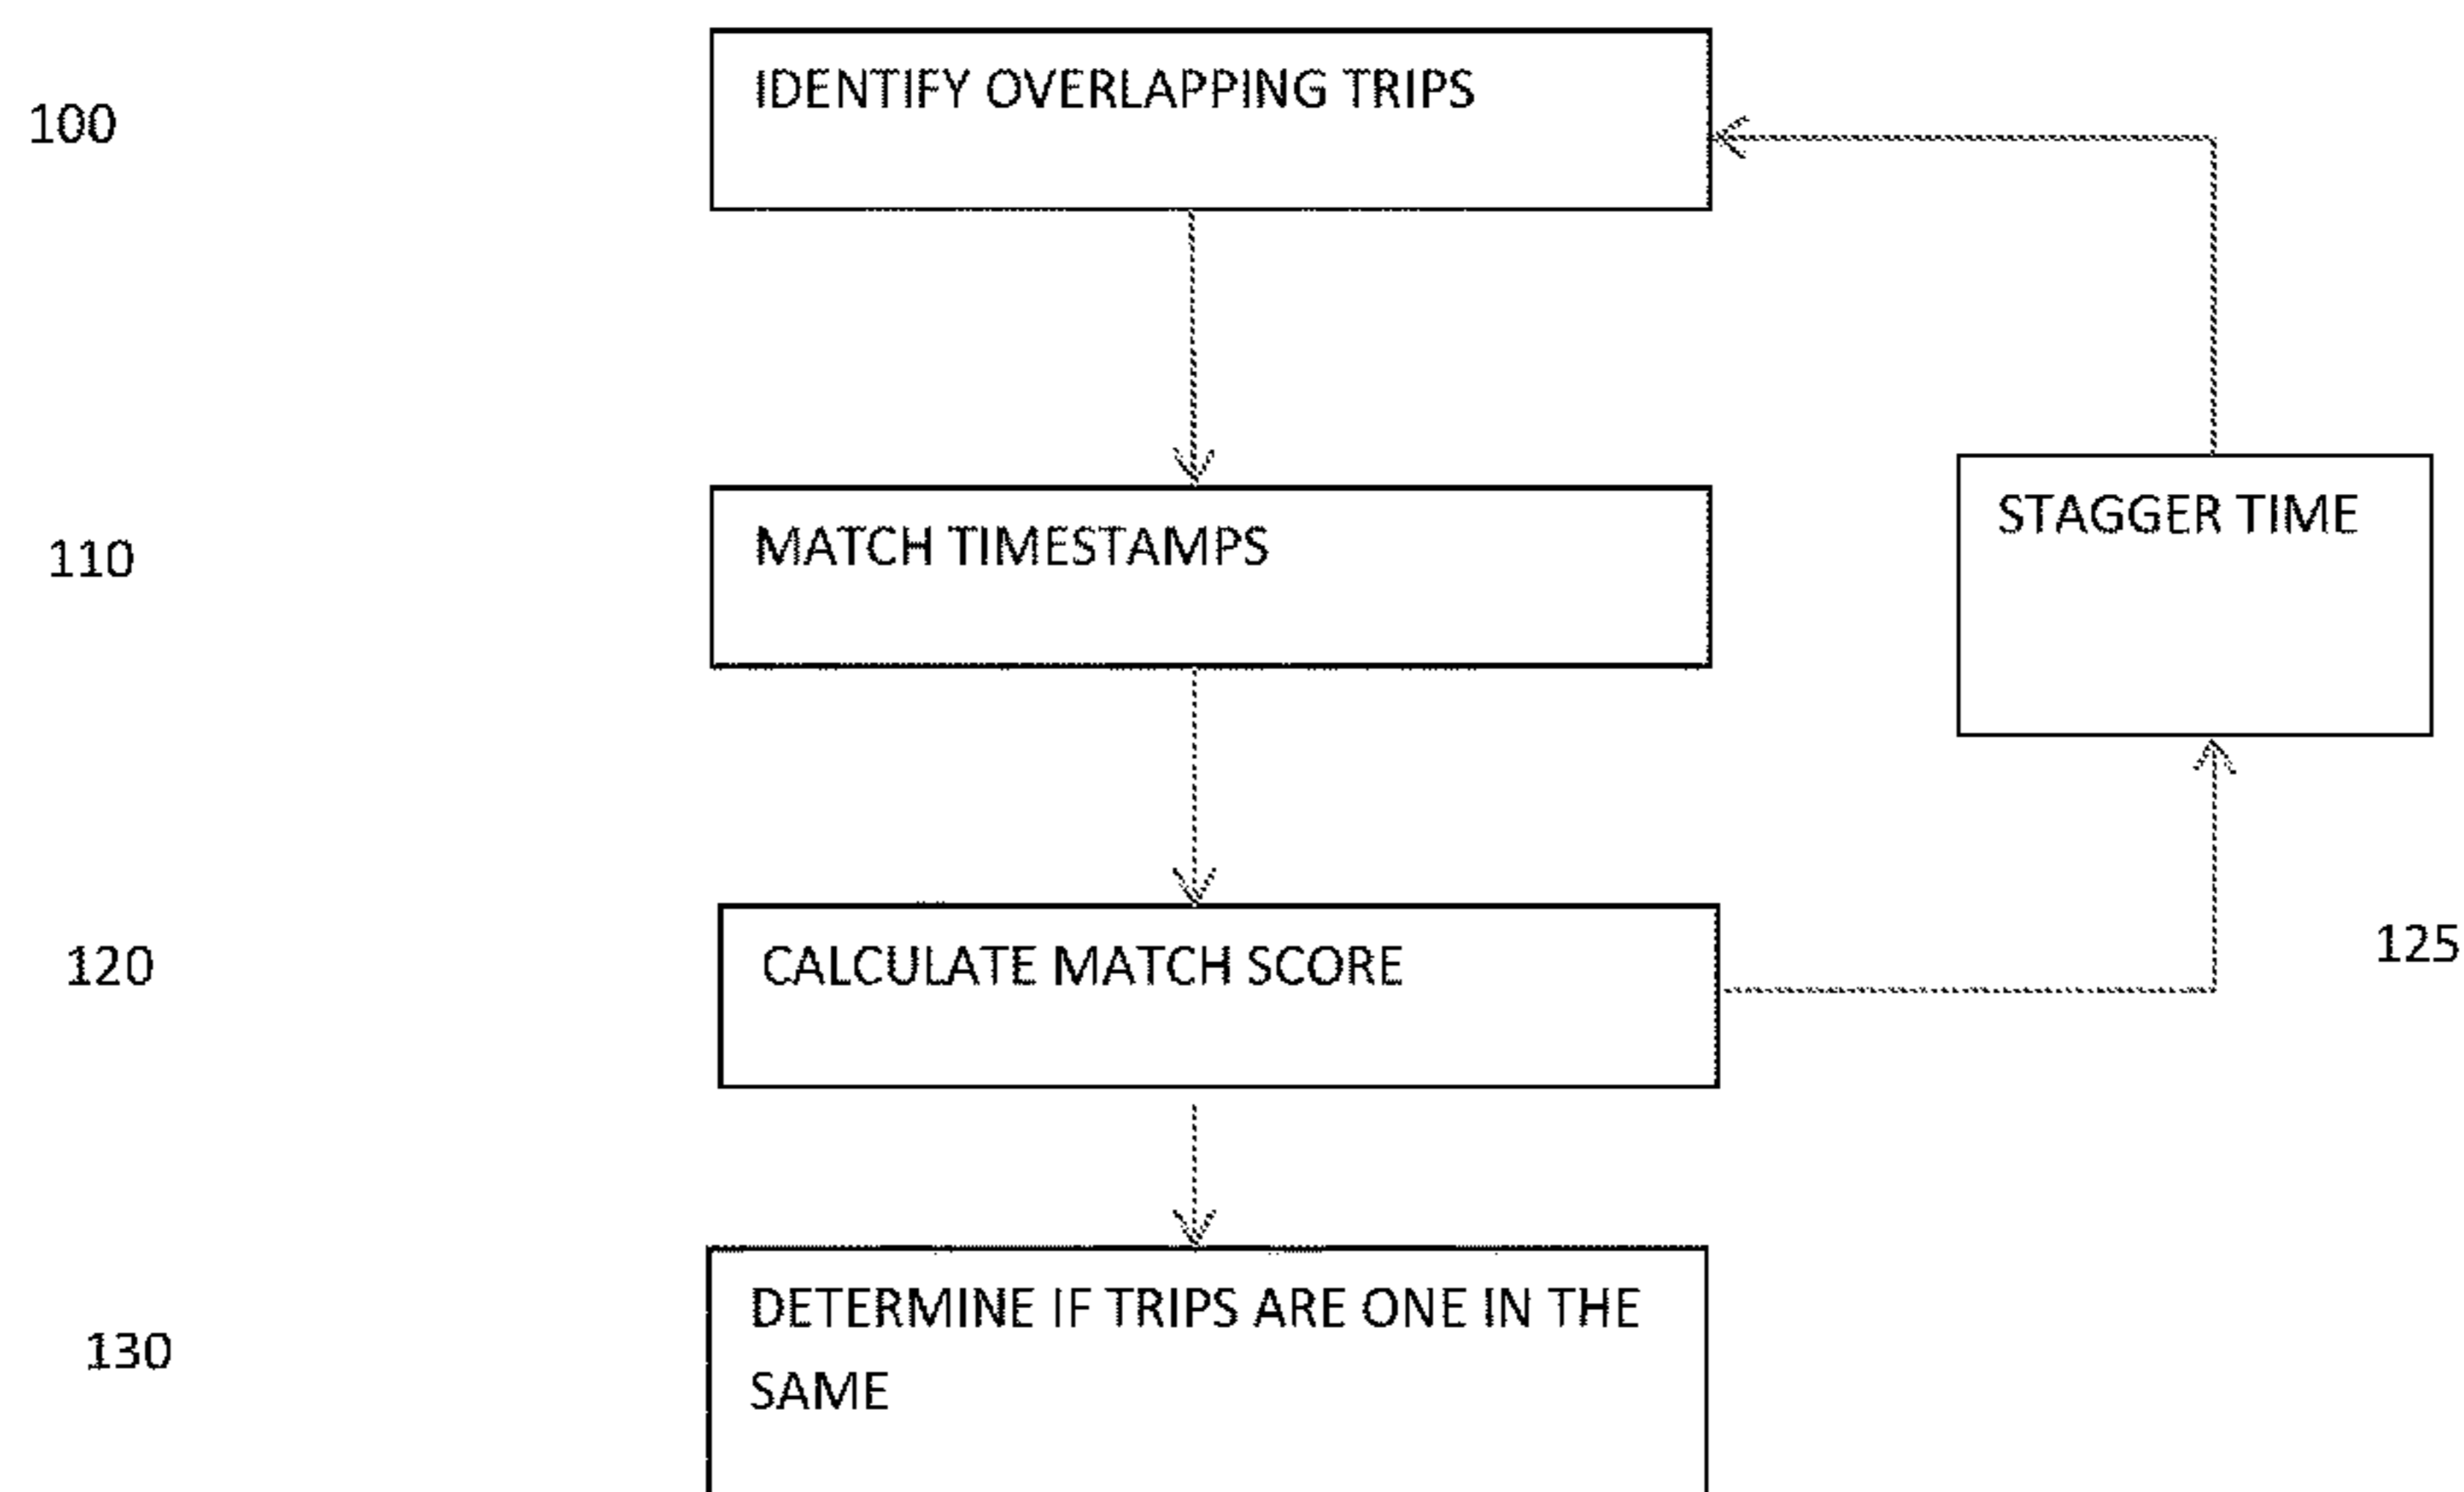 IDENTIFY OVERLAPPING TRIPS
100
MATCH TIMESTAMPS
STAGGER TIME
110
CALCULATE MATCH SCORE
120
125
DETERMINE IF TRIPS ARE ONE IN THE
SAME
130